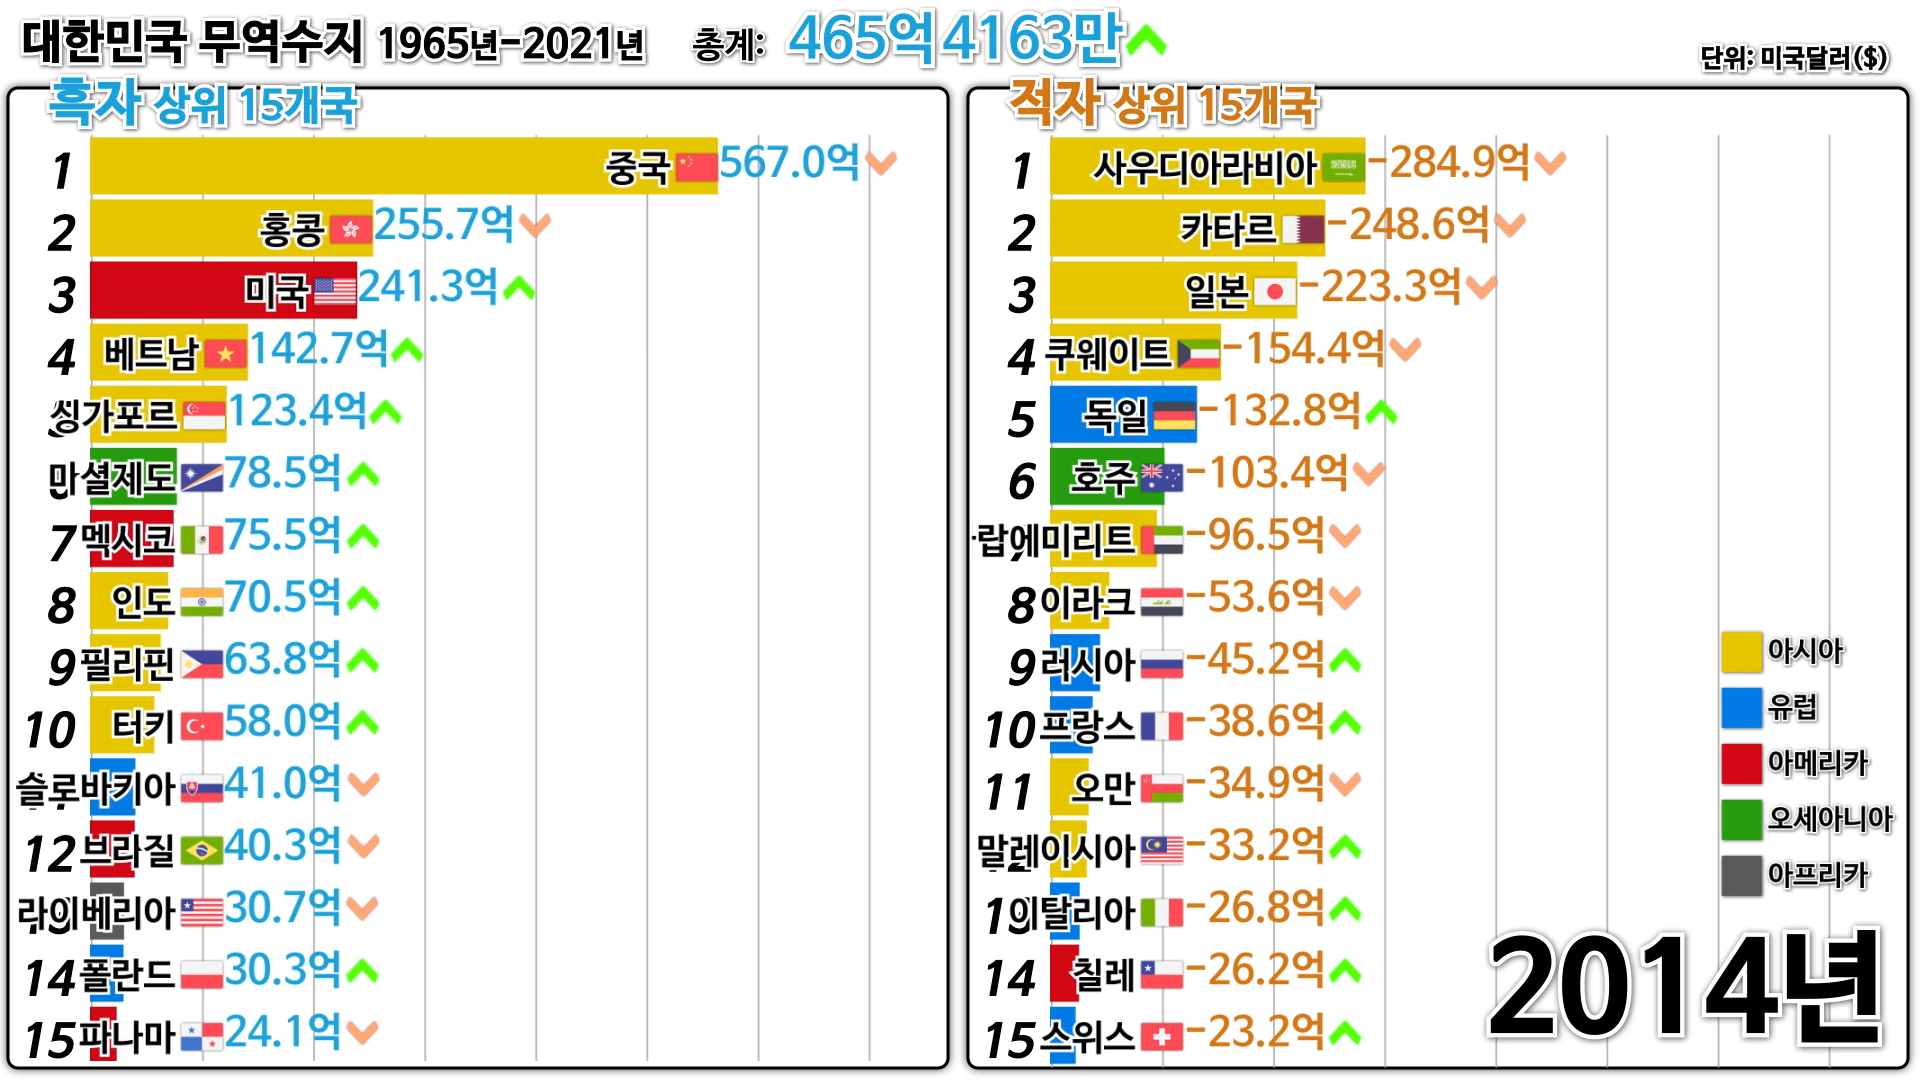 대한민국 무역수지 1965년-2021년 총계: 465억4163만
단위: 미국달러($)
흑자 상위 15개국
1 중국 567.0억
2 홍콩 255.7억
3 미국 241.3억
4 베트남 142.7억
싱가포르 123.4억
마셜제도 78.5억
7 멕시코 75.5억
8 인도 70.5억
9 필리핀 63.8억
10 터키 58.0억
슬로바키아 41.0억
12 브라질 40.3억
라이베리아 30.7억
14 폴란드 30.3억
15 파나마 24.1억
적자 상위 15개국
1 사우디아라비아 -284.9억
2 카타르 -248.6억
3 일본 -223.3억
4 쿠웨이트 -154.4억
5 독일 -132.8억
6 호주 -103.4억
랍에미리트 -96.5억
8 이라크 -53.6억
9 러시아 -45.2억
10 프랑스 -38.6억
11 오만 -34.9억
말레이시아 -33.2억
이탈리아 -26.8억
14 칠레 -26.2억
15 스위스 -23.2억
아시아
유럽
아메리카
오세아니아
아프리카
2014년